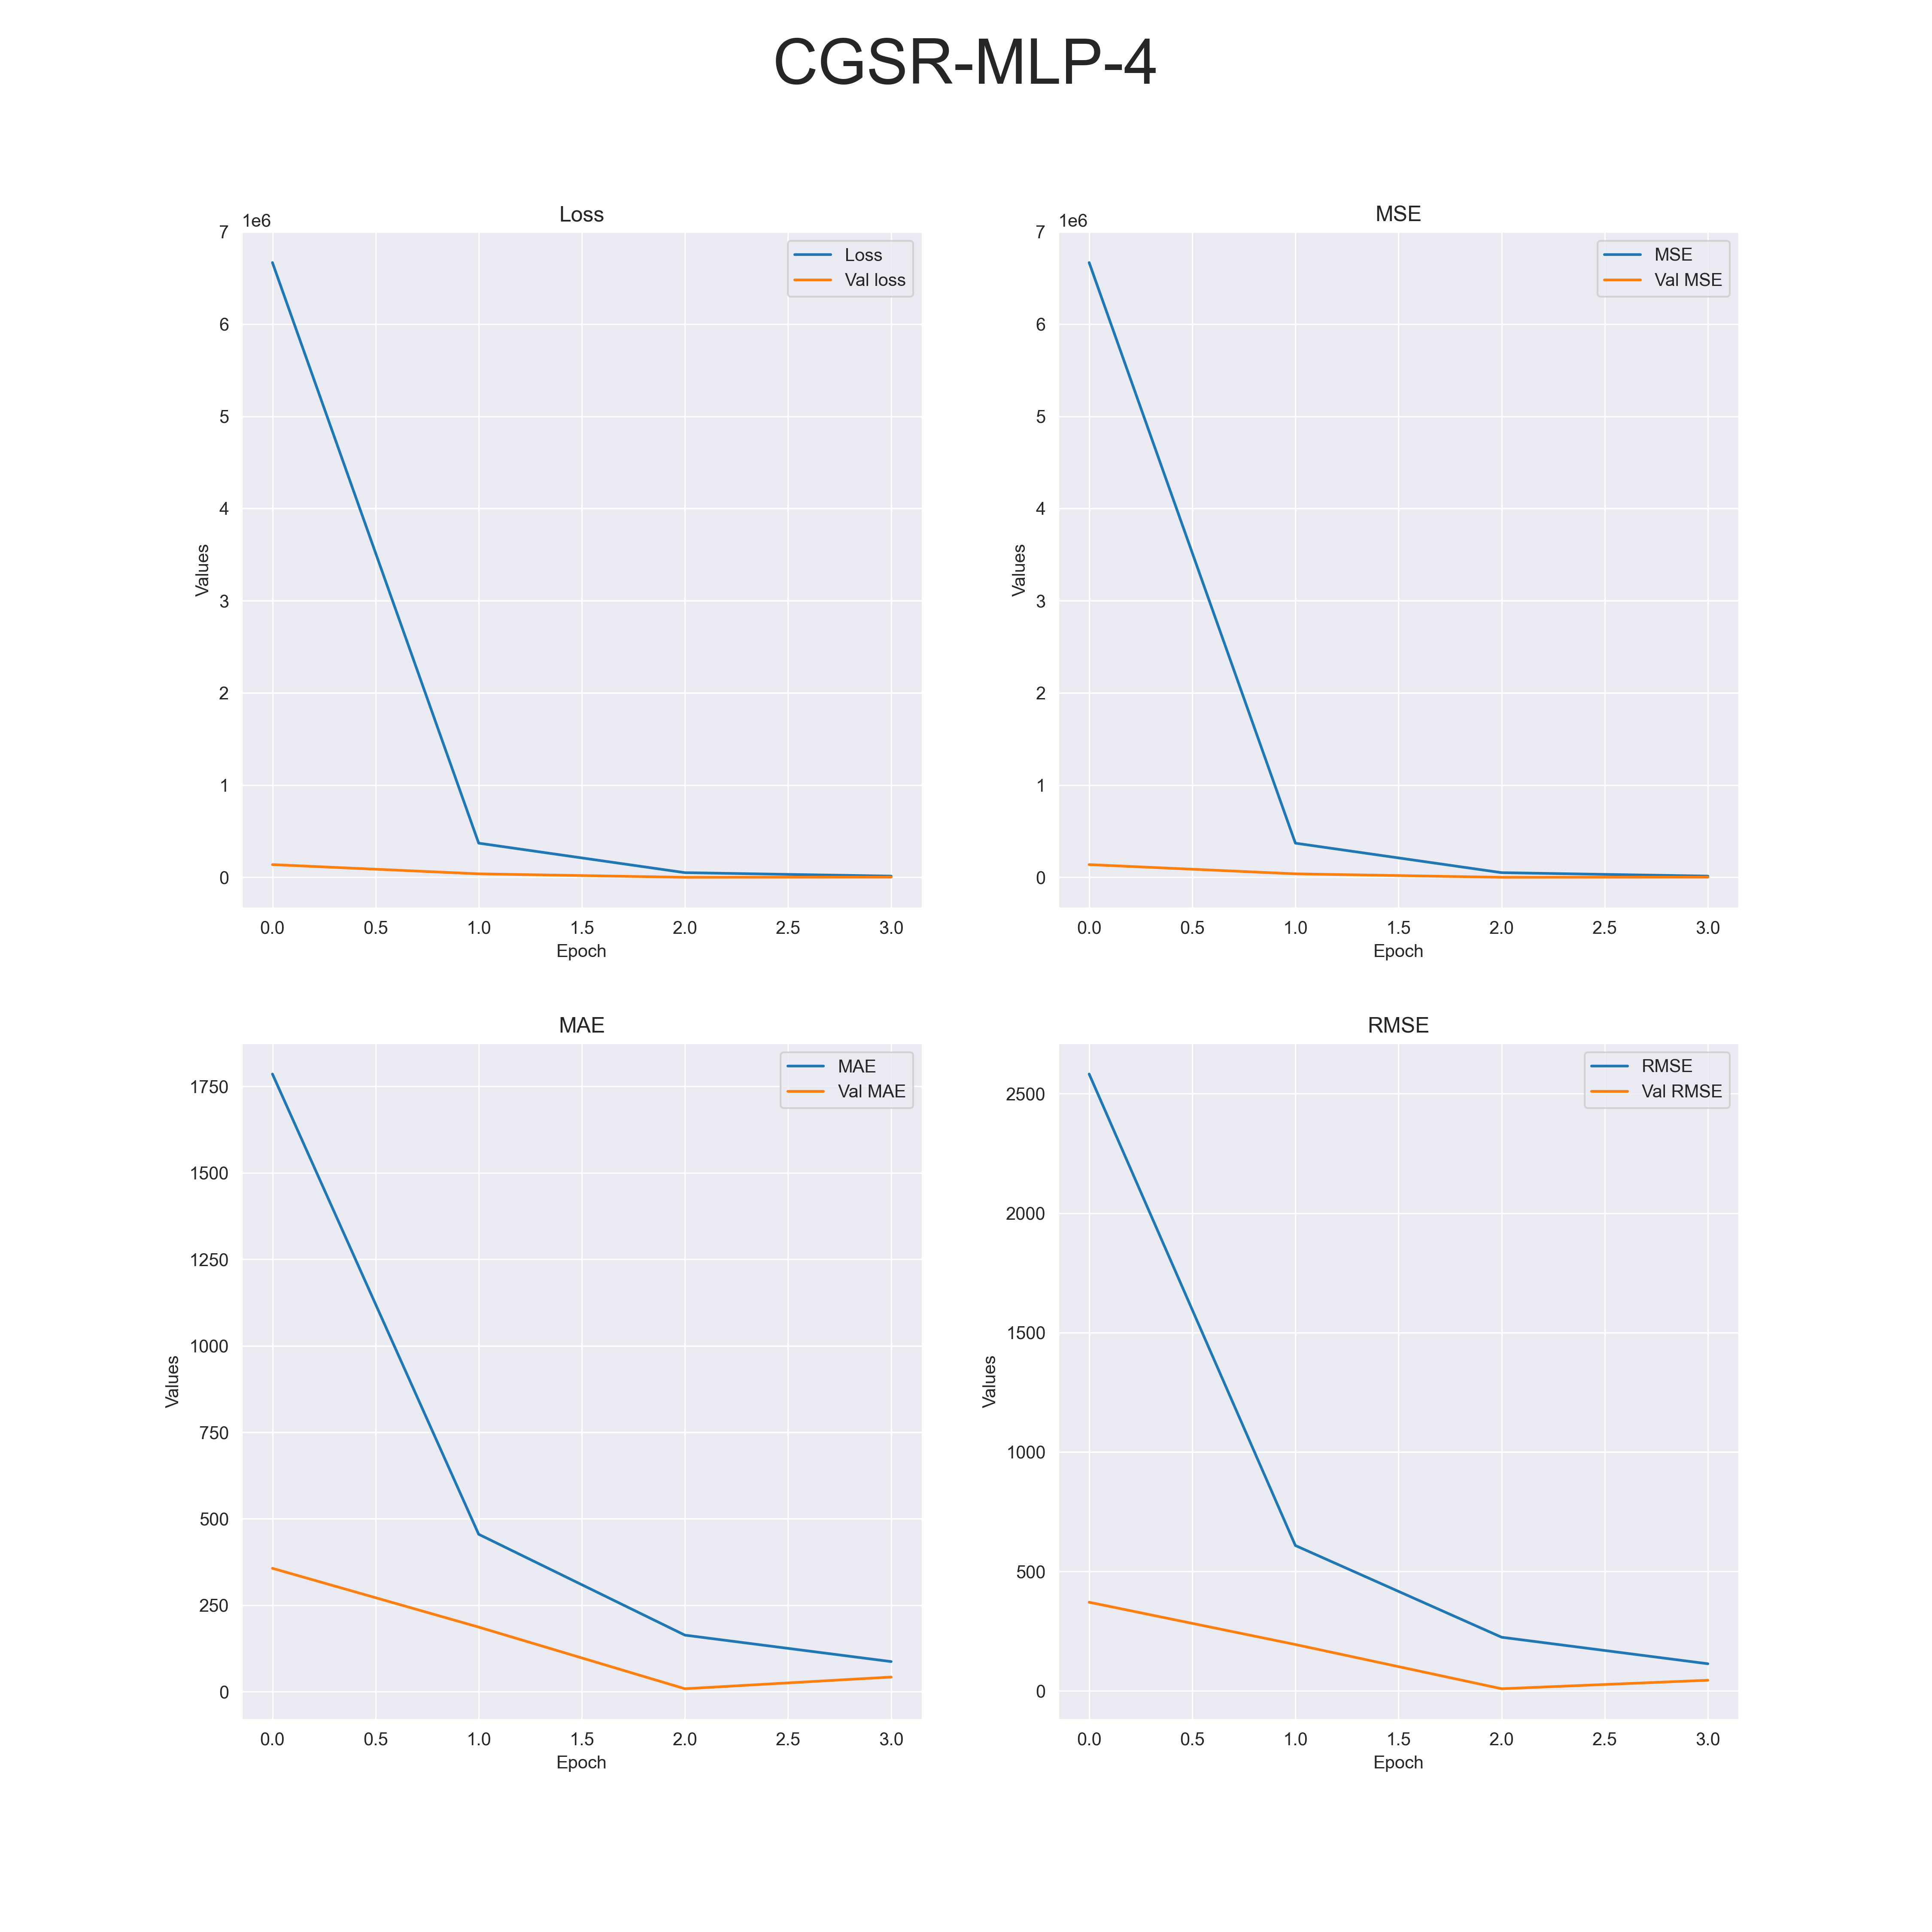 CGSR-MLP-4
Loss
1e6
7
6
5
4
3
2
1
0
Values
0.0 0.5 1.0 1.5 2.0 2.5 3.0
Epoch
Loss
Val loss
MSE
1e6
7
6
5
4
3
2
1
0
Values
0.0 0.5 1.0 1.5 2.0 2.5 3.0
Epoch
MSE
Val MSE
MAE
1750
1500
1250
1000
750
500
250
0
Values
0.0 0.5 1.0 1.5 2.0 2.5 3.0
Epoch
MAE
Val MAE
RMSE
2500
2000
1500
1000
500
0
Values
0.0 0.5 1.0 1.5 2.0 2.5 3.0
Epoch
RMSE
Val RMSE